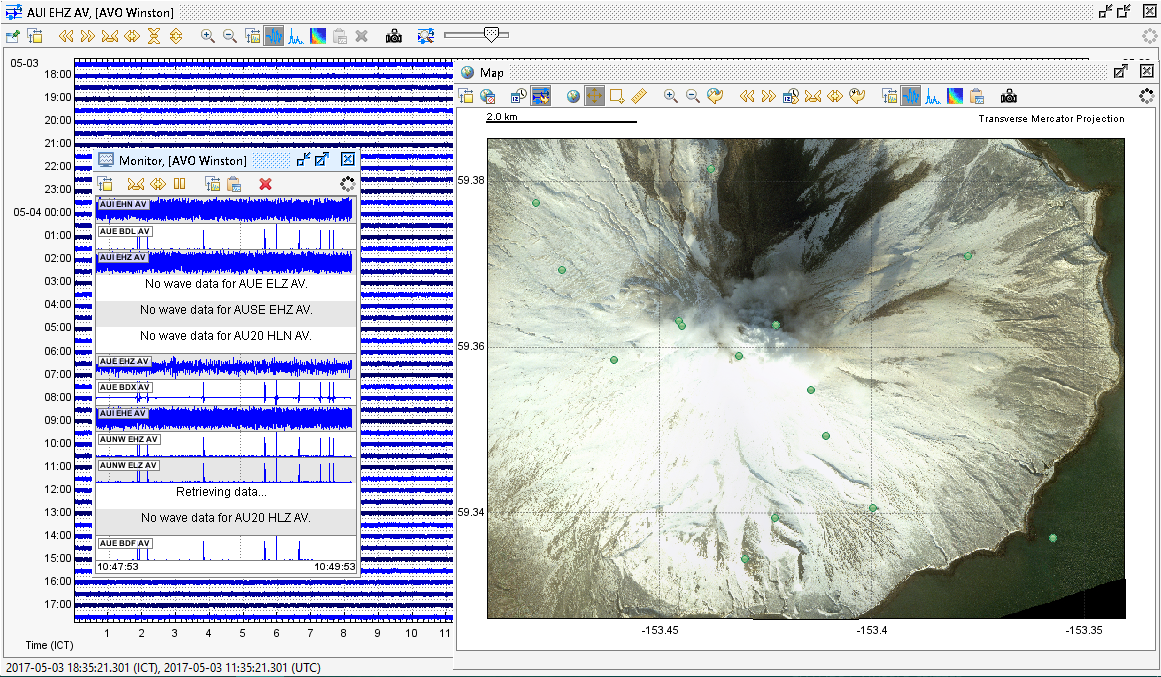 AUI EHZ AV, [AVO Winston]
05-03
18:00
19:00
20:00
21:00
22:00
23:00
05-04 00:00
01:00
02:00
03:00
04:00
05:00
06:00
07:00
08:00
09:00
10:00
11:00
12:00
13:00
14:00
15:00
16:00
17:00
1 2 3 4 5 6 7 8 9 10 11
Time (ICT)
2017-05-03 18:35:21.301 (ICT), 2017-05-03 11:35:21.301 (UTC)
Monitor, [AVO Winston]
AUI EHN AV
AUE BDL AV
AUI EHZ AV
No wave data for AUE ELZ AV.
No wave data for AUSE EHZ AV.
No wave data for AU20 HLN AV.
AUE EHZ AV
AUE BDX AV
AUI EHE AV
AUNW EHZ AV
AUNW ELZ AV
Retrieving data...
No wave data for AU20 HLZ AV.
AUE BDF AV
10:47:53 10:49:53
Map
2.0 km
Transverse Mercator Projection
59.38
59.36
59.34
-153.45 -153.4 -153.35